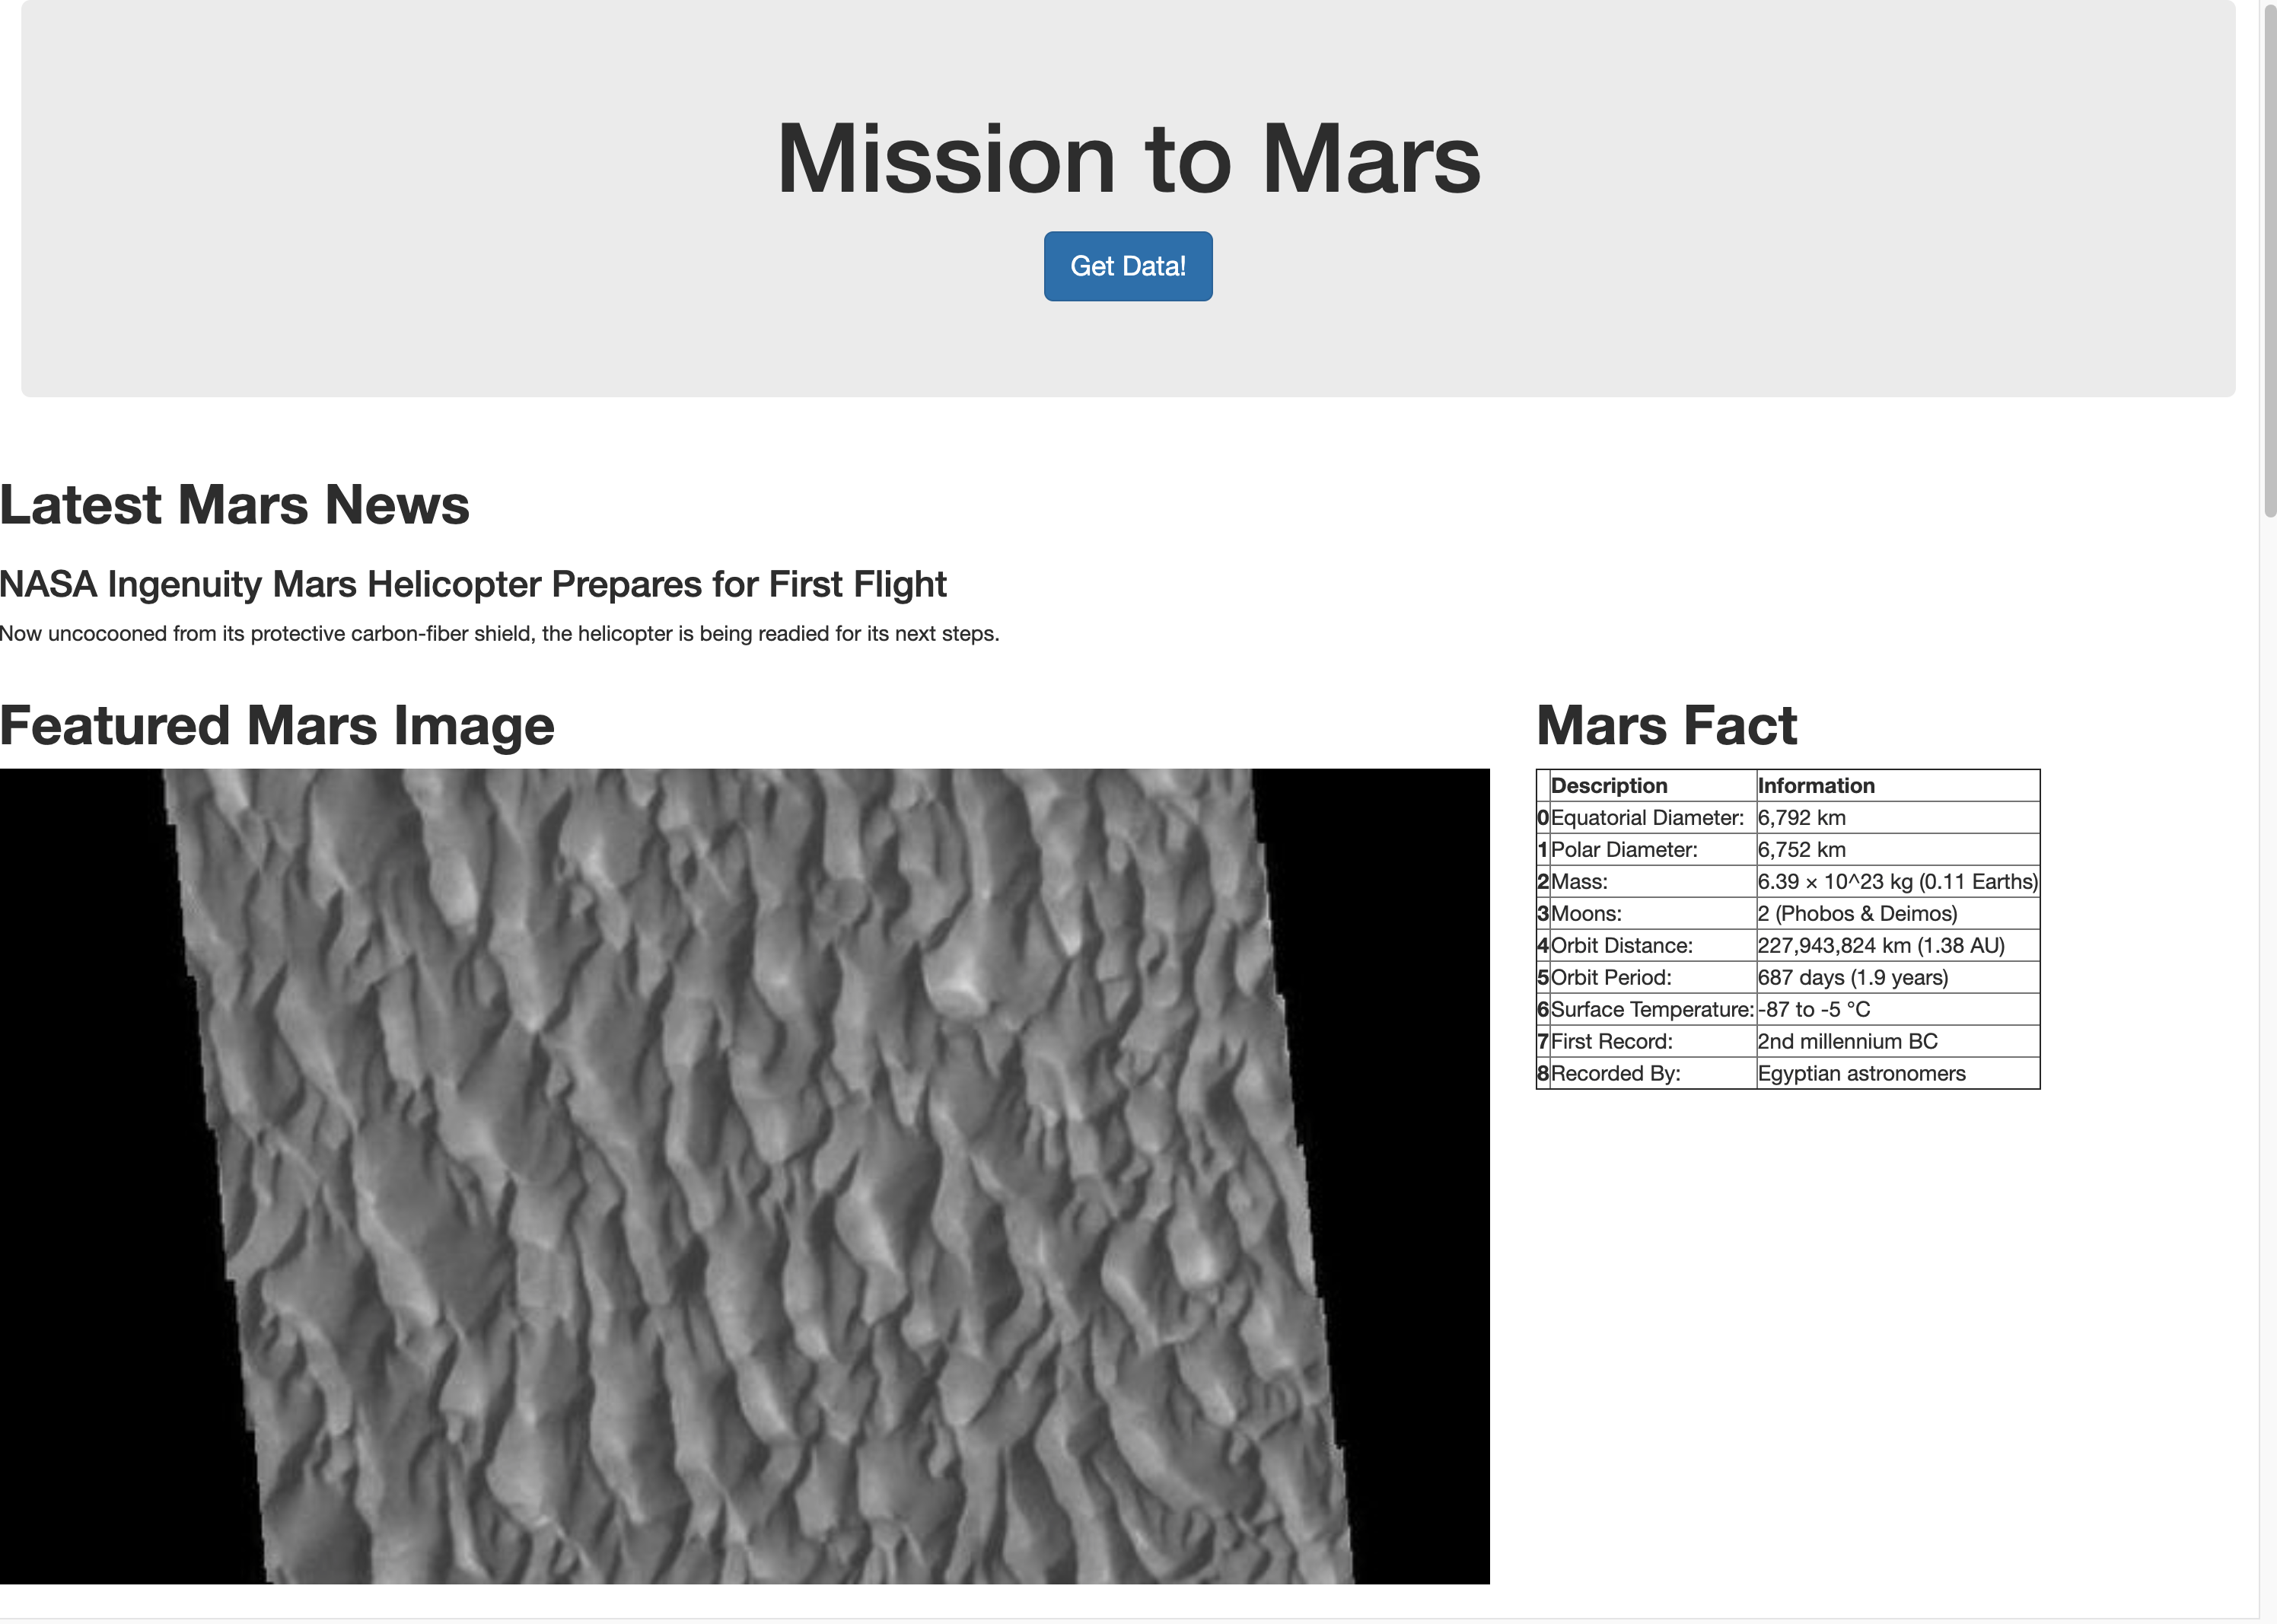 Mission to Mars
Get Data!
Latest Mars News
NASA Ingenuity Mars Helicopter Prepares for First Flight
Now uncocooned from its protective carbon-fiber shield, the helicopter is being readied for its next steps.
Featured Mars Image
Mars Fact
Description Information
0 Equatorial Diameter: 6,792 km
1 Polar Diameter: 6,752 km
2 Mass: 6.39 × 10^23 kg (0.11 Earths)
3 Moons: 2 (Phobos & Deimos)
4 Orbit Distance: 227,943,824 km (1.38 AU)
5 Orbit Period: 687 days (1.9 years)
6 Surface Temperature: -87 to -5 °C
7 First Record: 2nd millennium BC
8 Recorded By: Egyptian astronomers